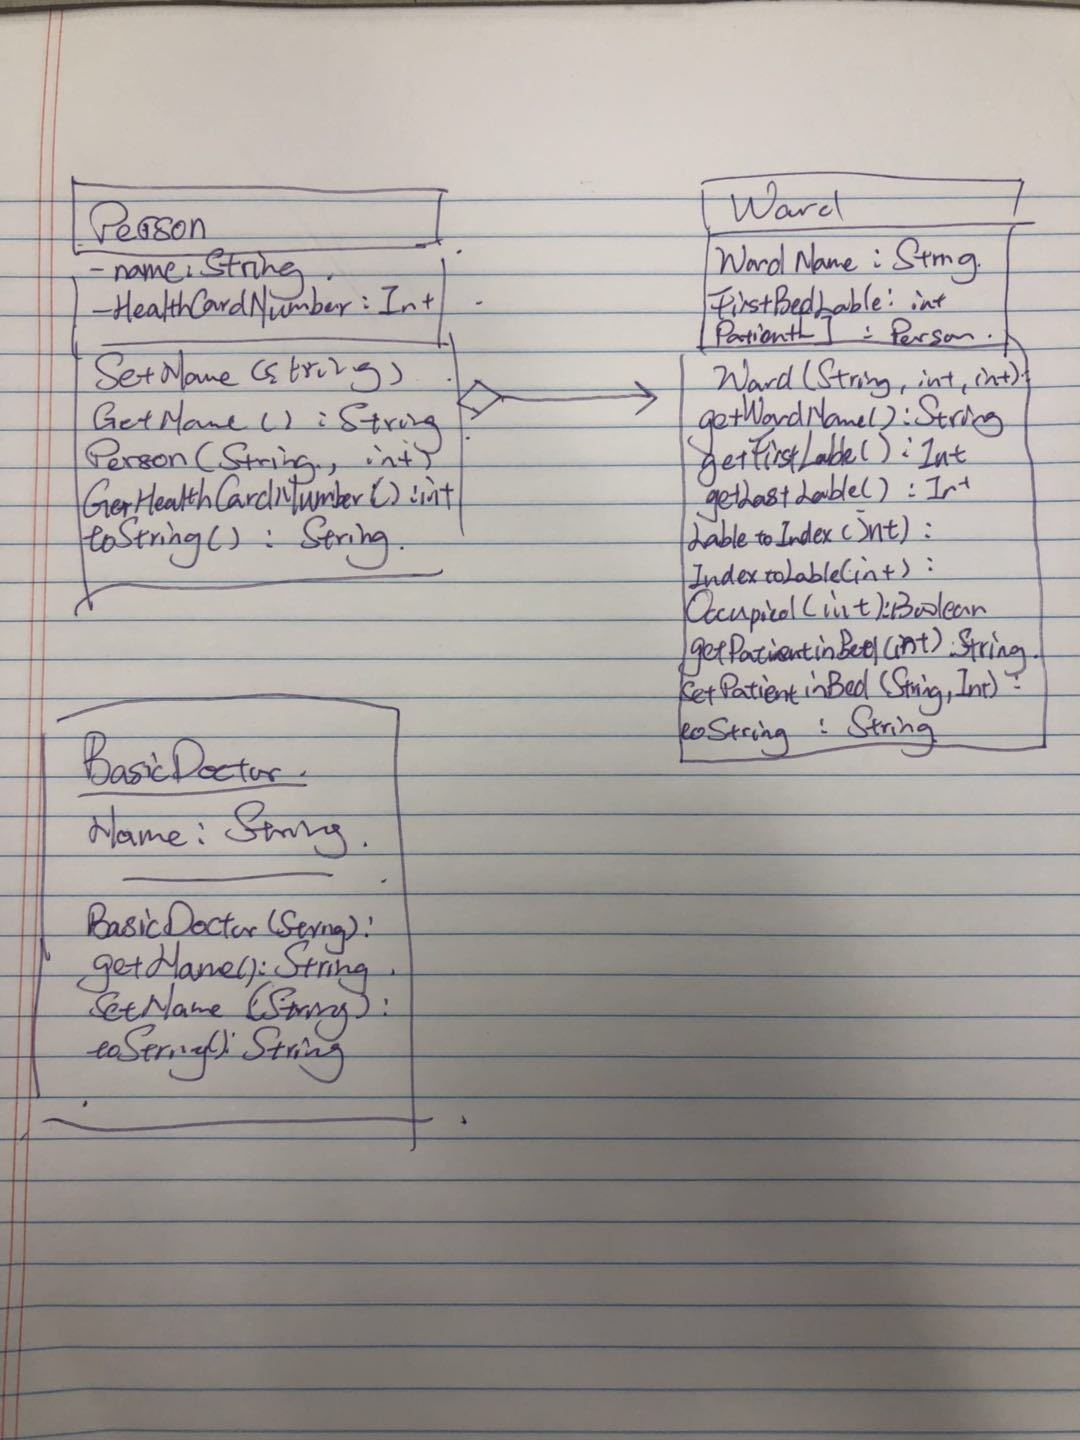 Person
- name: String
- HealthCardNumber: Int
SetName (String)
GetName () : String
Person (String, int)
GetHealthCardNumber () : int
toString() : String.
Ward
Ward Name : String.
FirstBedLable: int
Patient[] : Person.
Ward (String, int, int):
getWardName() : String
getFirstLable() : Int
getLastLable() : Int
Lable to Index (Int) :
Index to Lable(int) :
Occupied (int): Boolean
getPatientinBed (int) : String.
SetPatientinBed (String, Int) :
toString : String
BasicDoctor.
Name: String.
BasicDoctor (String):
getName(): String.
SetName (String):
toString(): String